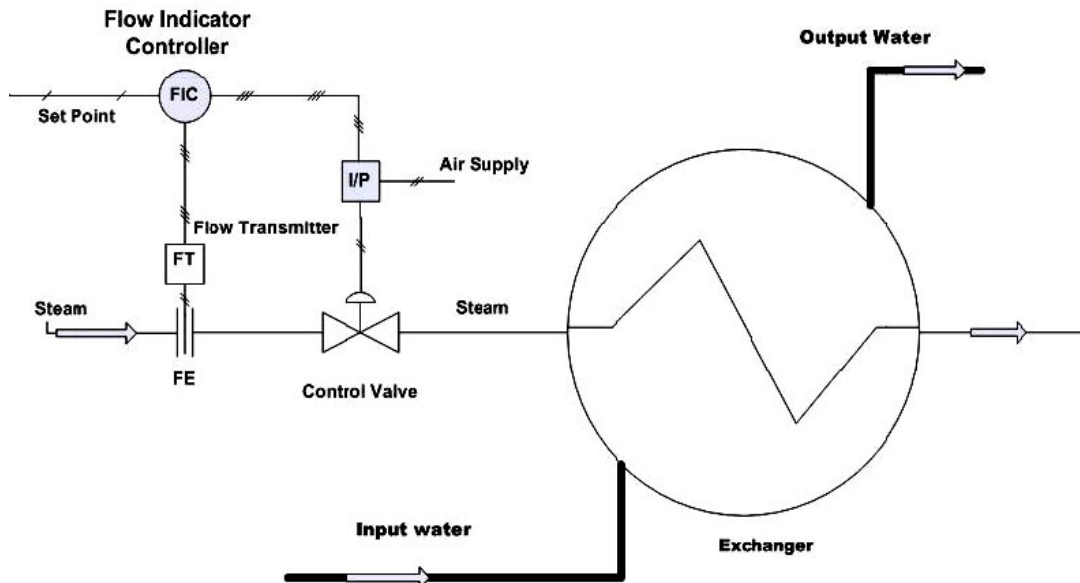 Flow Indicator
Controller
FIC
Set Point
Output Water
I/P
Air Supply
Flow Transmitter
FT
Steam
Steam
FE
Control Valve
Input water
Exchanger